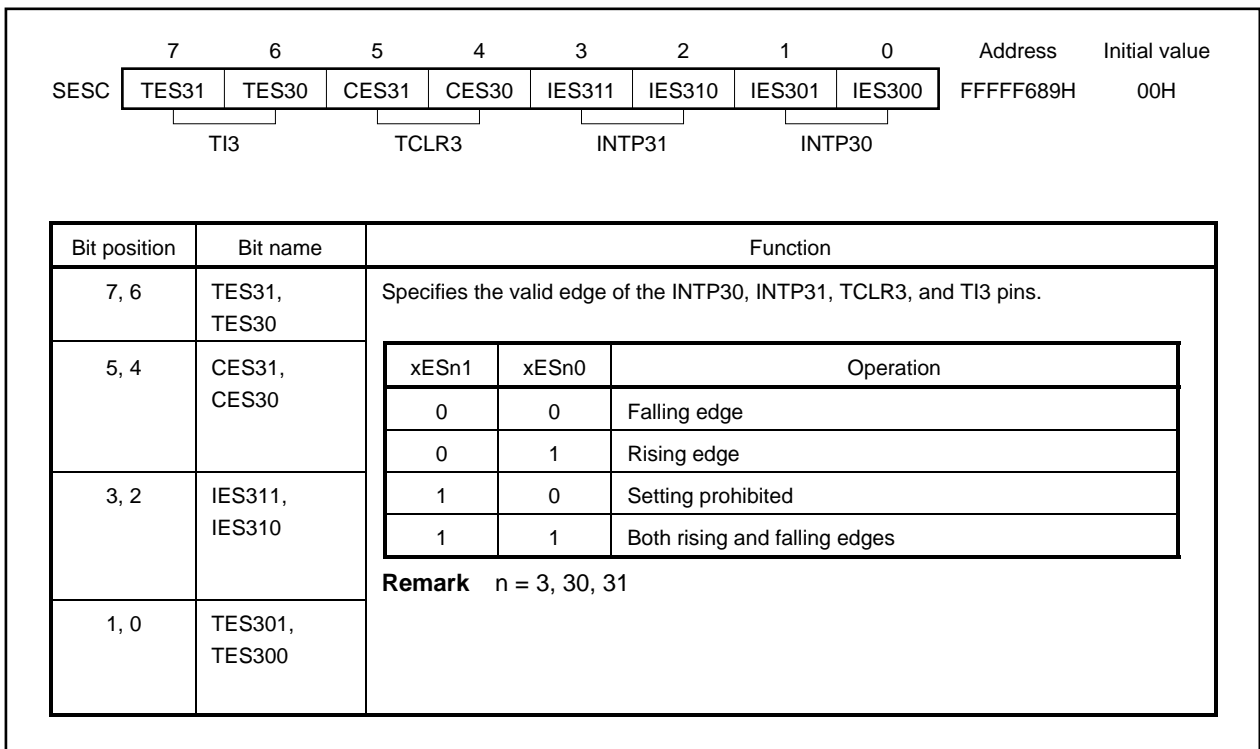 7 6 5 4 3 2 1 0 Address Initial value
SESC TES31 TES30 CES31 CES30 IES311 IES310 IES301 IES300 FFFFF689H 00H
TI3 TCLR3 INTP31 INTP30
Bit position Bit name Function
7, 6 TES31, Specifies the valid edge of the INTP30, INTP31, TCLR3, and TI3 pins.
TES30
5, 4 CES31, xESn1 xESn0 Operation
CES30
0 0 Falling edge
0 1 Rising edge
3, 2 IES311, 1 0 Setting prohibited
IES310
1 1 Both rising and falling edges
Remark n = 3, 30, 31
1, 0 TES301,
TES300